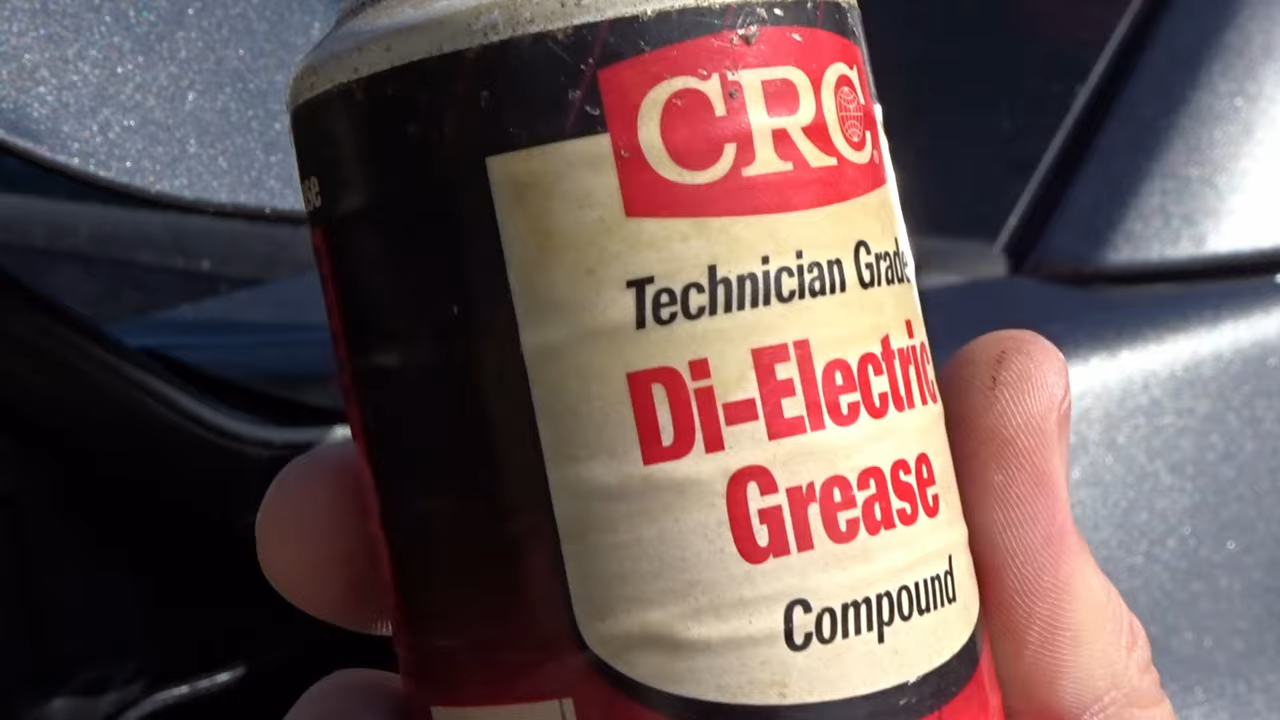 CRC
Technician Grade
Di-Electric
Grease
Compound